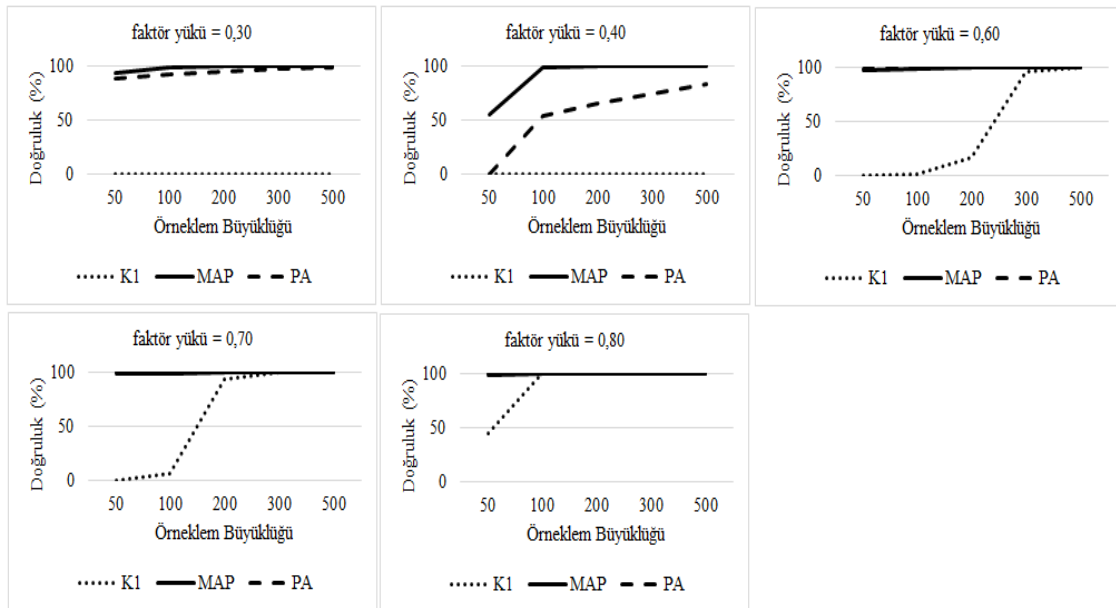 faktör yükü = 0,30
Doğruluk (%)
100
50
0
50 100 200 300 500
Örneklem Büyüklüğü
K1 MAP PA
faktör yükü = 0,40
Doğruluk (%)
100
50
0
50 100 200 300 500
Örneklem Büyüklüğü
K1 MAP PA
faktör yükü = 0,60
Doğruluk (%)
100
50
0
50 100 200 300 500
Örneklem Büyüklüğü
K1 MAP PA
faktör yükü = 0,70
Doğruluk (%)
100
50
0
50 100 200 300 500
Örneklem Büyüklüğü
K1 MAP PA
faktör yükü = 0,80
Doğruluk (%)
100
50
0
50 100 200 300 500
Örneklem Büyüklüğü
K1 MAP PA